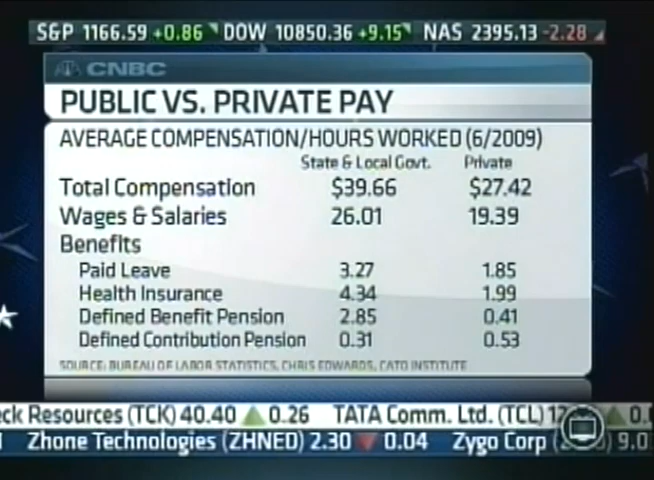 S&P 1166.59 +0.86 DOW 10850.36 +9.15 NAS 2395.13 -2.28
CNBC
PUBLIC VS. PRIVATE PAY
AVERAGE COMPENSATION/HOURS WORKED (6/2009)
State & Local Govt. Private
Total Compensation $39.66 $27.42
Wages & Salaries 26.01 19.39
Benefits
Paid Leave 3.27 1.85
Health Insurance 4.34 1.99
Defined Benefit Pension 2.85 0.41
Defined Contribution Pension 0.31 0.53
SOURCE: BUREAU OF LABOR STATISTICS, CHRIS EDWARDS, CATO INSTITUTE
eck Resources (TCK) 40.40 0.26 TATA Comm. Ltd. (TCL) 12 0.
Zhone Technologies (ZHNED) 2.30 0.04 Zygo Corp ( 9.0